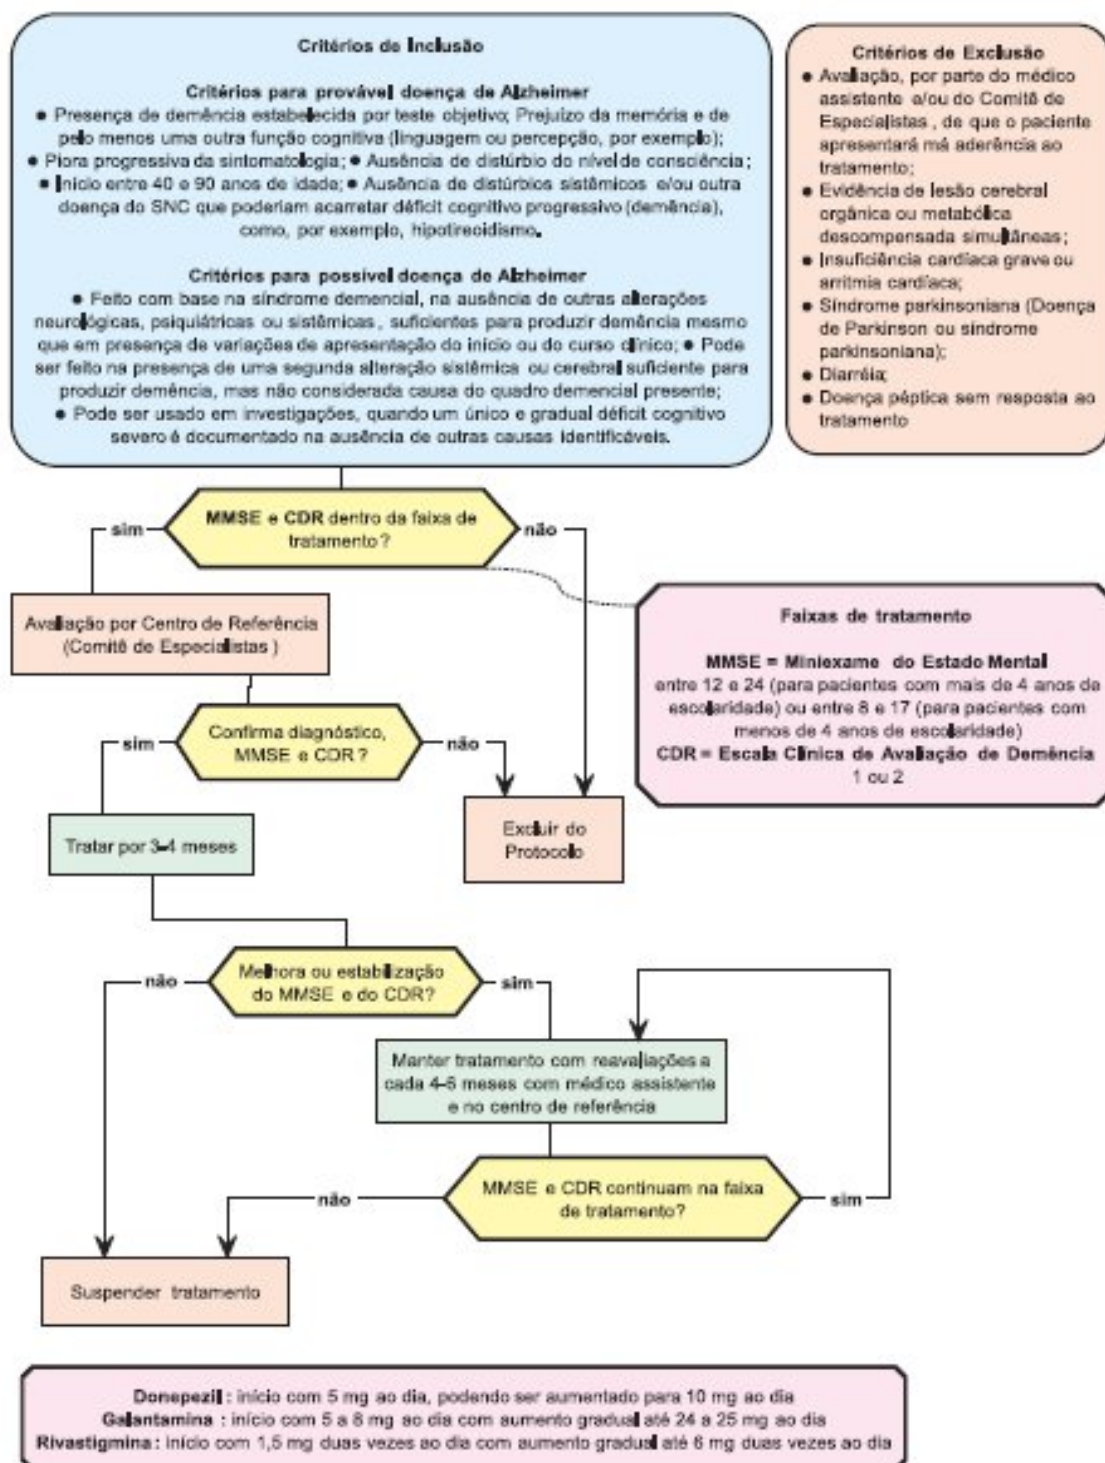 Critérios de Inclusão
Critérios para provável doença de Alzheimer
● Presença de demência estabelecida por teste objetivo; Prejuízo da memória e de
pelo menos uma outra função cognitiva (linguagem ou percepção, por exemplo);
● Piora progressiva da sintomatologia; ● Ausência de distúrbio do nível de consciência;
● Início entre 40 e 90 anos de idade; ● Ausência de distúrbios sistêmicos e/ou outra
doença do SNC que poderiam acarretar déficit cognitivo progressivo (demência),
como, por exemplo, hipotireoidismo.
Critérios para possível doença de Alzheimer
● Feito com base na síndrome demencial, na ausência de outras alterações
neurológicas, psiquiátricas ou sistêmicas, suficientes para produzir demência mesmo
que em presença de variações de apresentação do início ou do curso clínico; ● Pode
ser feito na presença de uma segunda alteração sistêmica ou cerebral suficiente para
produzir demência, mas não considerada causa do quadro demencial presente;
● Pode ser usado em investigações, quando um único e gradual déficit cognitivo
severo é documentado na ausência de outras causas identificáveis.
Critérios de Exclusão
● Avaliação, por parte do médico
assistente e/ou do Comitê de
Especialistas, de que o paciente
apresentará má aderência ao
tratamento;
● Evidência de lesão cerebral
orgânica ou metabólica
descompensada simultâneas;
● Insuficiência cardíaca grave ou
arritmia cardíaca;
● Síndrome parkinsoniana (Doença
de Parkinson ou síndrome
parkinsoniana);
● Diarréia;
● Doença péptica sem resposta ao
tratamento
MMSE e CDR dentro da faixa de
tratamento?
sim
não
Avaliação por Centro de Referência
(Comitê de Especialistas)
Faixas de tratamento
MMSE = Miniexame do Estado Mental
entre 12 e 24 (para pacientes com mais de 4 anos de
escolaridade) ou entre 8 e 17 (para pacientes com
menos de 4 anos de escolaridade)
CDR = Escala Clínica de Avaliação de Demência
1 ou 2
Confirma diagnóstico,
MMSE e CDR?
sim
não
Excluir do
Protocolo
Tratar por 3-4 meses
Melhora ou estabilização
do MMSE e do CDR?
não
sim
Manter tratamento com reavaliações a
cada 4-6 meses com médico assistente
e no centro de referência
MMSE e CDR continuam na faixa
de tratamento?
não
sim
Suspender tratamento
Donepezil: início com 5 mg ao dia, podendo ser aumentado para 10 mg ao dia
Galantamina: início com 5 a 8 mg ao dia com aumento gradual até 24 a 25 mg ao dia
Rivastigmina: início com 1,5 mg duas vezes ao dia com aumento gradual até 6 mg duas vezes ao dia